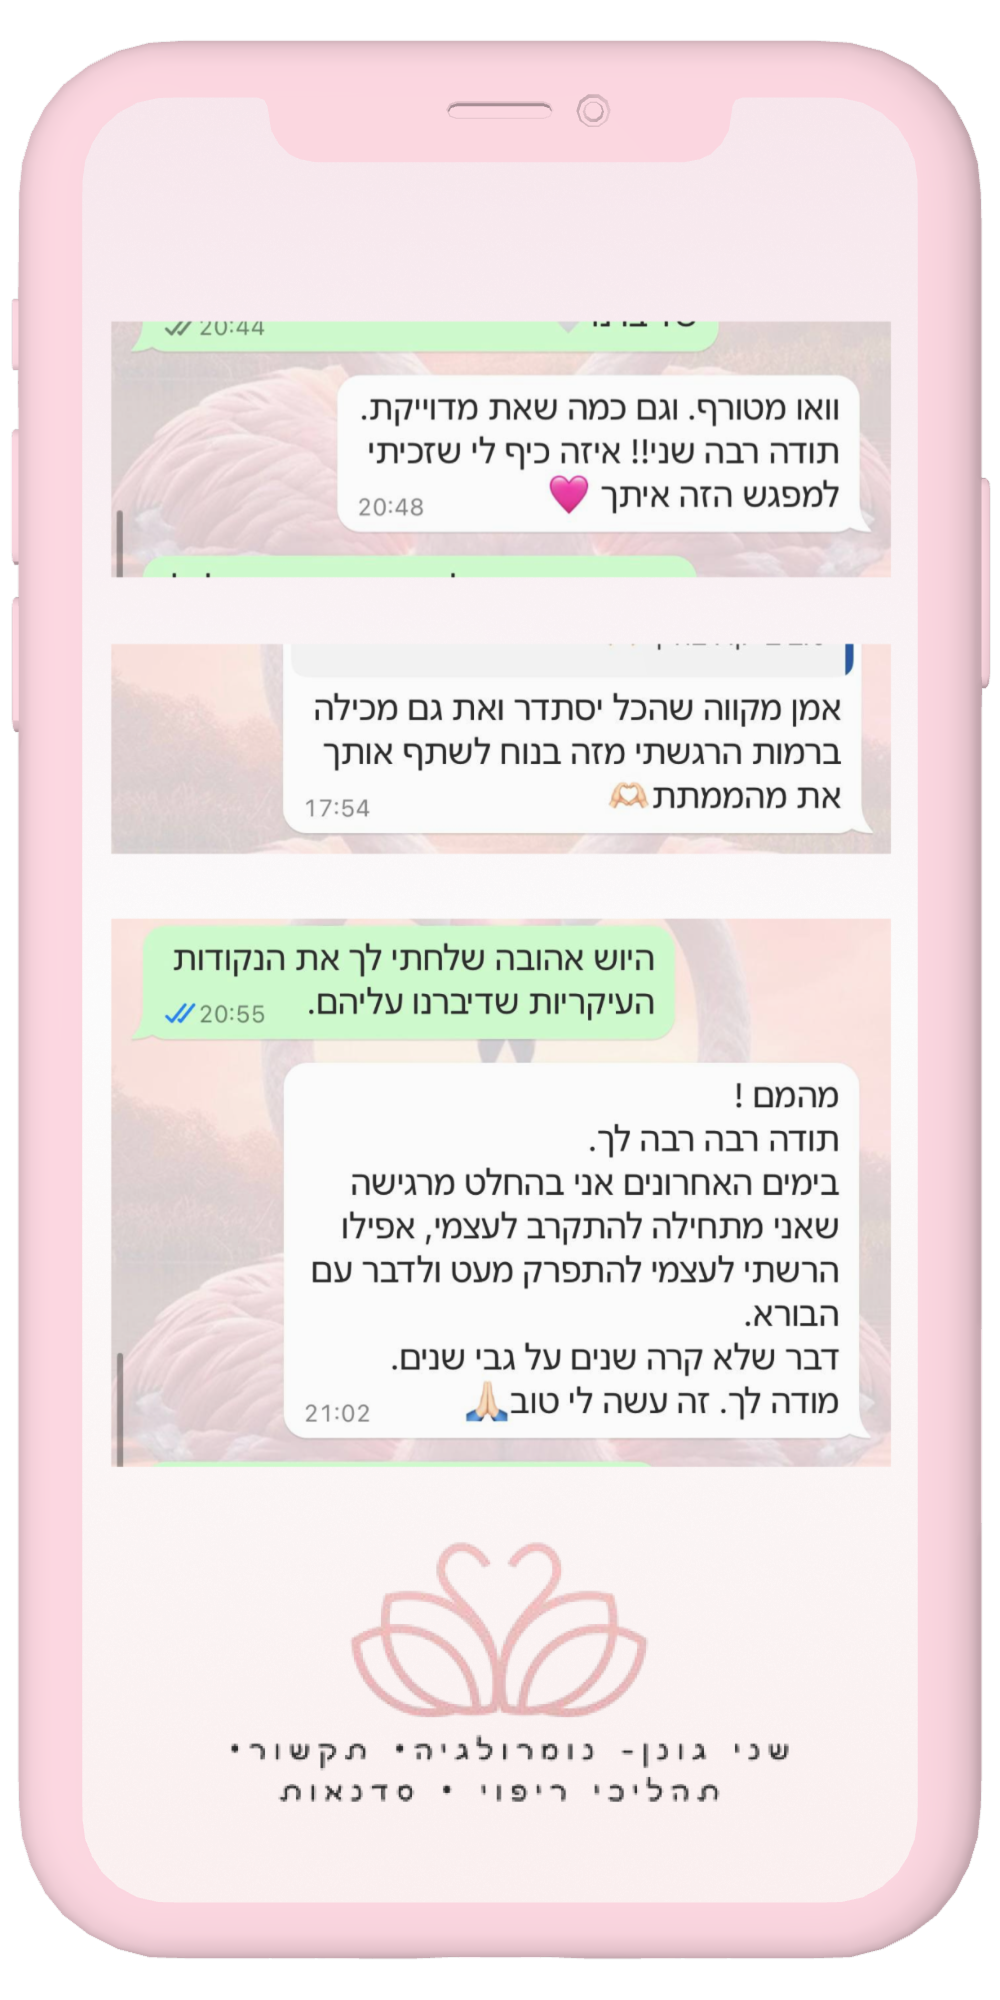 20:44
וואו מטורף. וגם כמה שאת מדוייקת.
תודה רבה שני!! איזה כיף לי שזכיתי
למפגש הזה איתך 🩷
20:48
אמן מקווה שהכל יסתדר ואת גם מכילה
ברמות הרגשתי מזה בנוח לשתף אותך
את מהממתת🫶🏻
17:54
היוש אהובה שלחתי לך את הנקודות
העיקריות שדיברנו עליהם.
20:55
מהמם !
תודה רבה רבה לך.
בימים האחרונים אני בהחלט מרגישה
שאני מתחילה להתקרב לעצמי, אפילו
הרשתי לעצמי להתפרק מעט ולדבר עם
הבורא.
דבר שלא קרה שנים על גבי שנים.
מודה לך. זה עשה לי טוב🙏🏻
21:02
שני גונן- נומרולגיה• תקשור•
תהליכי ריפוי • סדנאות